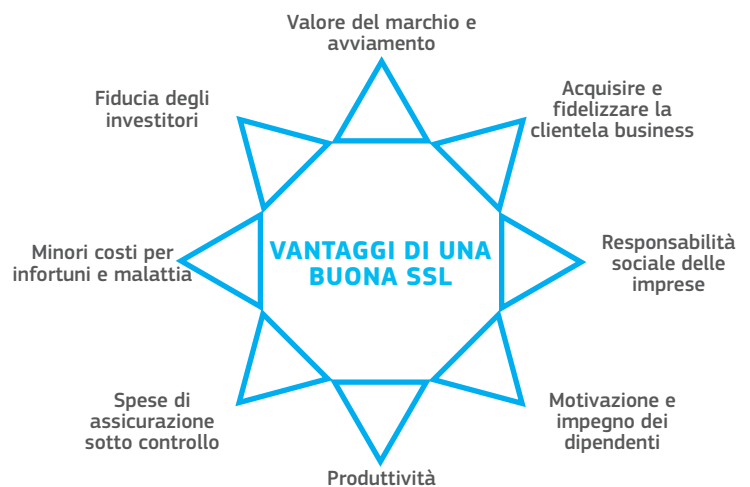 Valore del marchio e
avviamento
Acquisire e
fidelizzare la
clientela business
Responsabilità
sociale delle
imprese
Motivazione e
impegno dei
dipendenti
Produttività
Spese di
assicurazione
sotto controllo
Minori costi per
infortuni e malattia
Fiducia degli
investitori
VANTAGGI DI UNA
BUONA SSL